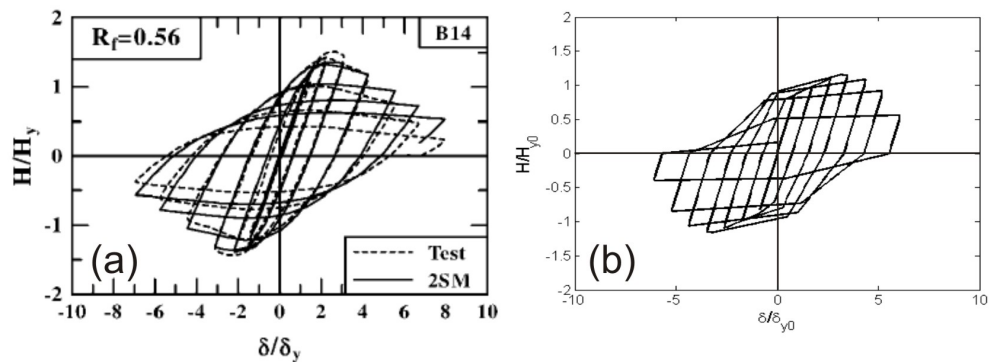 R_f=0.56
B14
2
1
0
-1
-2
H/H_y
-10 -8 -6 -4 -2 0 2 4 6 8 10
δ/δ_y
(a)
Test
2SM
2
1.5
1
0.5
0
-0.5
-1
-1.5
-2
H/H_y0
-10 -5 0 5 10
δ/δ_y0
(b)